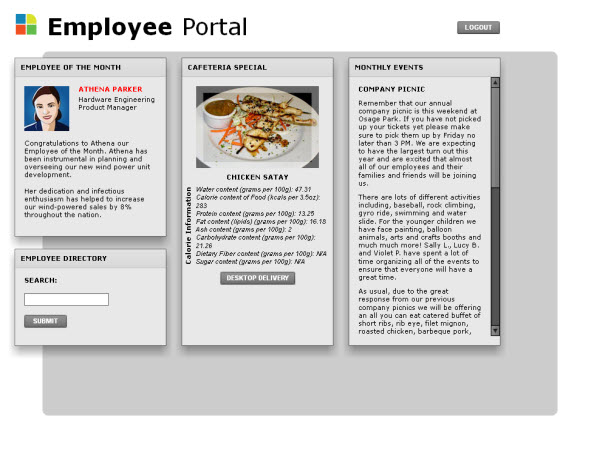 Employee Portal
LOGOUT
EMPLOYEE OF THE MONTH
ATHENA PARKER
Hardware Engineering
Product Manager
Congratulations to Athena our
Employee of the Month. Athena has
been instrumental in planning and
overseeing our new wind power unit
development.
Her dedication and infectious
enthusiasm has helped to increase
our wind-powered sales by 8%
throughout the nation.
EMPLOYEE DIRECTORY
SEARCH:
SUBMIT
CAFETERIA SPECIAL
CHICKEN SATAY
Calorie Information
Water content (grams per 100g): 47.31
Calorie content of Food (kcals per 3.5oz):
283
Protein content (grams per 100g): 13.25
Fat content (lipids) (grams per 100g): 16.18
Ash content (grams per 100g): 2
Carbohydrate content (grams per 100g):
21.26
Dietary Fiber content (grams per 100g): N/A
Sugar content (grams per 100g): N/A
DESKTOP DELIVERY
MONTHLY EVENTS
COMPANY PICNIC
Remember that our annual
company picnic is this weekend at
Osage Park. If you have not picked
up your tickets yet please make
sure to pick them up by Friday no
later than 3 PM. We are expecting
to have the largest turn out this
year and are excited that almost
all of our employees and their
families and friends will be joining
us.
There are lots of different activities
including, baseball, rock climbing,
gyro ride, swimming and water
slide. For the younger children we
have face painting, balloon
animals, arts and crafts booths and
much much more! Sally L., Lucy B.
and Violet P. have spent a lot of
time organizing all of the events to
ensure that everyone will have a
great time.
As usual, due to the great
response from our previous
company picnics we will be offering
an all you can eat catered buffet of
short ribs, rib eye, filet mignon,
roasted chicken, barbeque pork,